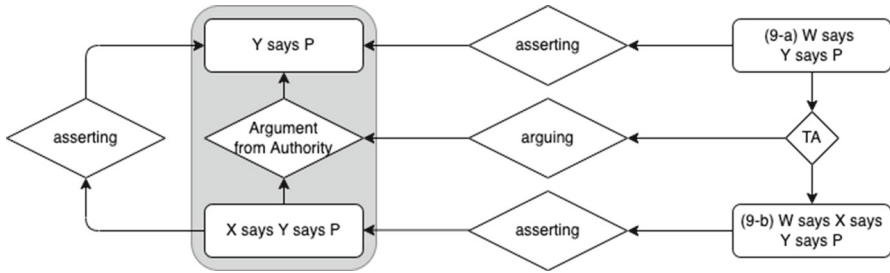 Y says P
asserting
(9-a) W says
Y says P
asserting
Argument
from Authority
arguing
TA
X says Y says P
asserting
(9-b) W says X says
Y says P